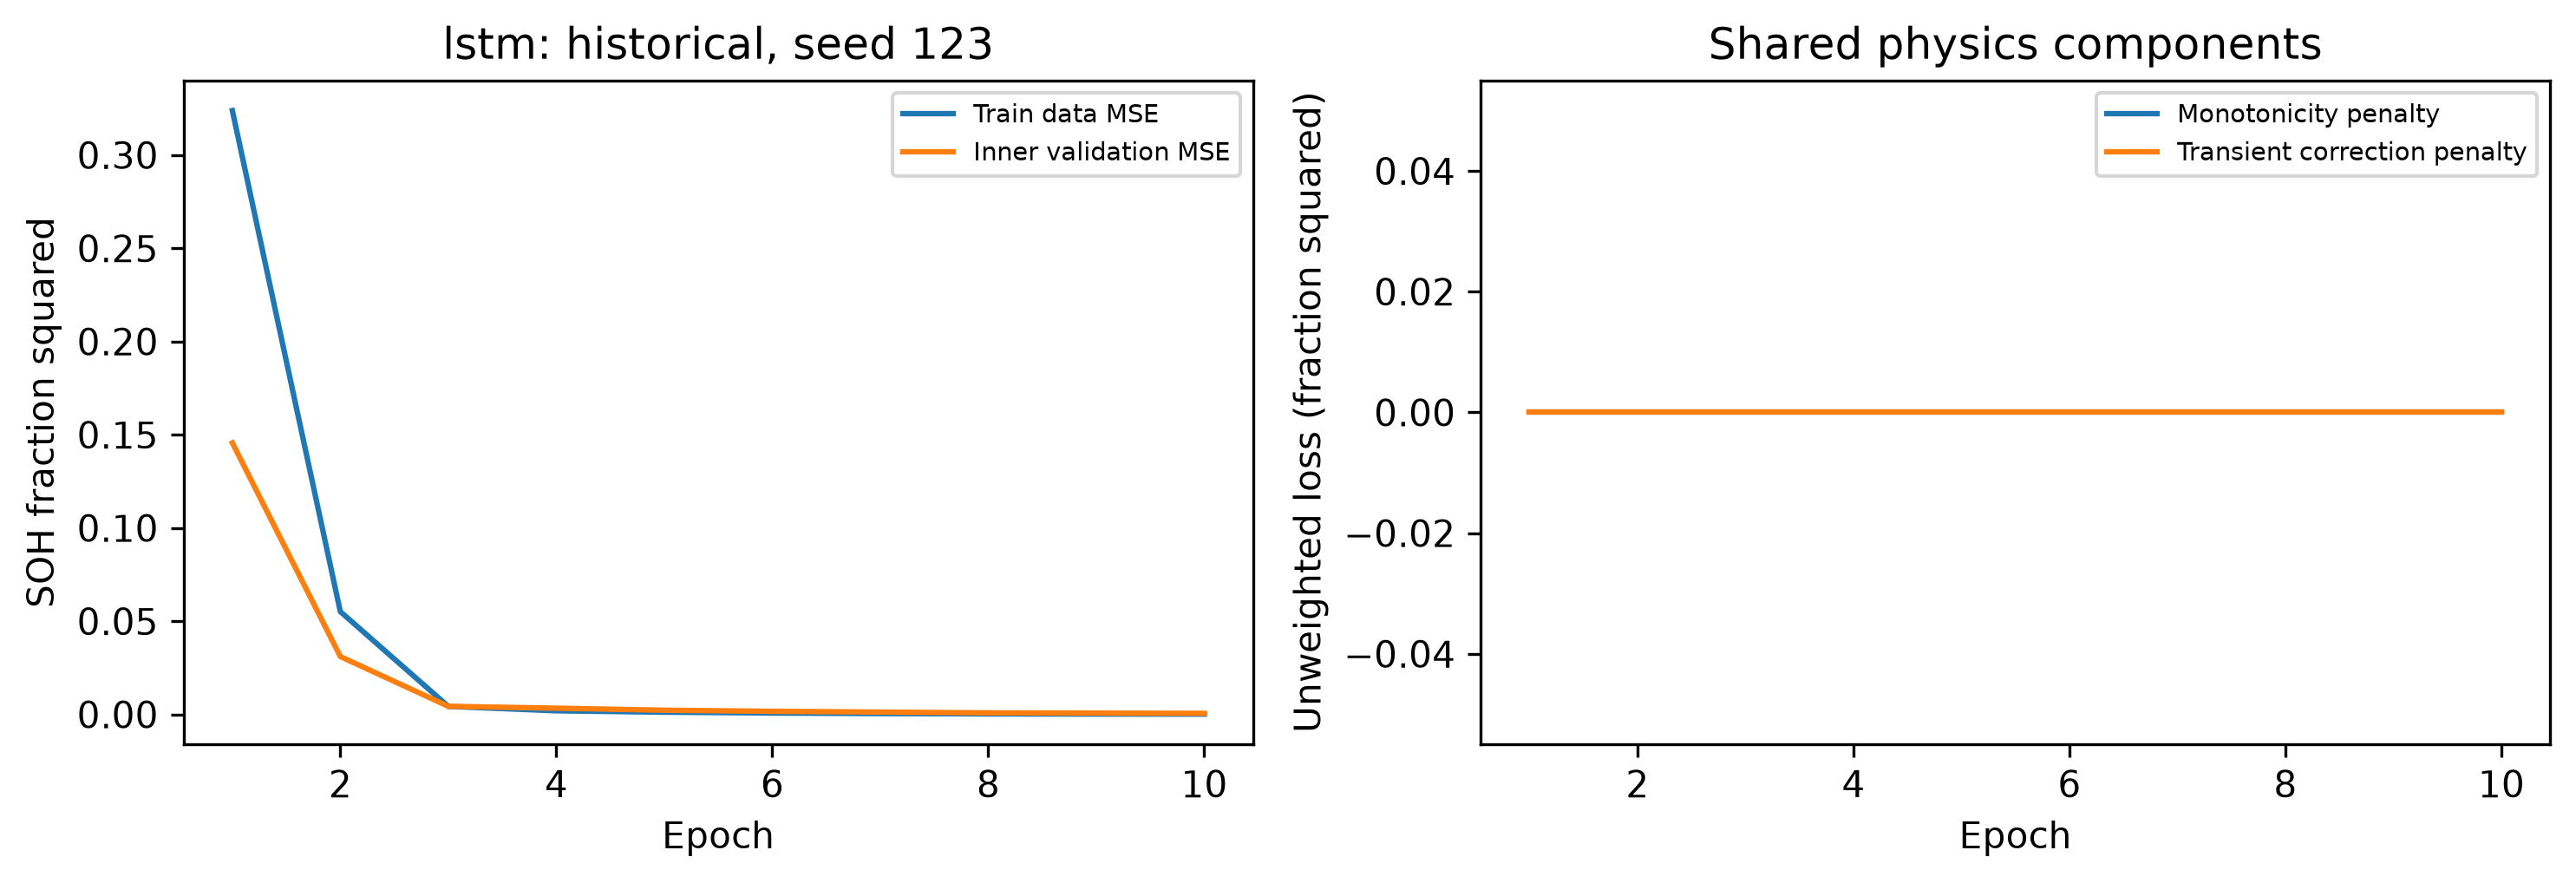 lstm: historical, seed 123
Train data MSE
Inner validation MSE
SOH fraction squared
0.30
0.25
0.20
0.15
0.10
0.05
0.00
2 4 6 8 10
Epoch
Shared physics components
Monotonicity penalty
Transient correction penalty
Unweighted loss (fraction squared)
0.04
0.02
0.00
−0.02
−0.04
2 4 6 8 10
Epoch